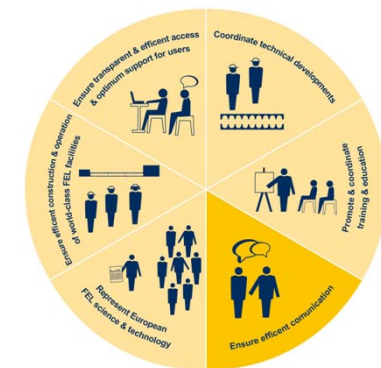 Ensure transparent & efficent access
& optimum support for users
Coordinate technical developments
Promote & coordinate
training & education
Ensure efficent comunication
Represent European
FEL science & technology
Ensure efficent construction & operation
of world-class FEL facilities